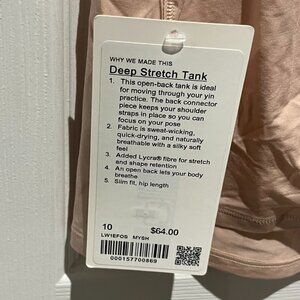 WHY WE MADE THIS
Deep Stretch Tank
1. This open-back tank is ideal
for moving through your yin
practice. The back connector
piece keeps your shoulder
straps in place so you can
focus on your pose
2. Fabric is sweat-wicking,
quick-drying, and naturally
breathable with a silky soft
feel
3. Added Lycra® fibre for stretch
and shape retention
4. An open back lets your body
breathe
5. Slim fit, hip length
10 $64.00
LW1EFOS MYSH
000157700869